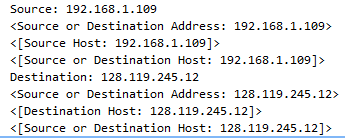 Source: 192.168.1.109
<Source or Destination Address: 192.168.1.109>
<[Source Host: 192.168.1.109]>
<[Source or Destination Host: 192.168.1.109]>
Destination: 128.119.245.12
<Source or Destination Address: 128.119.245.12>
<[Destination Host: 128.119.245.12]>
<[Source or Destination Host: 128.119.245.12]>